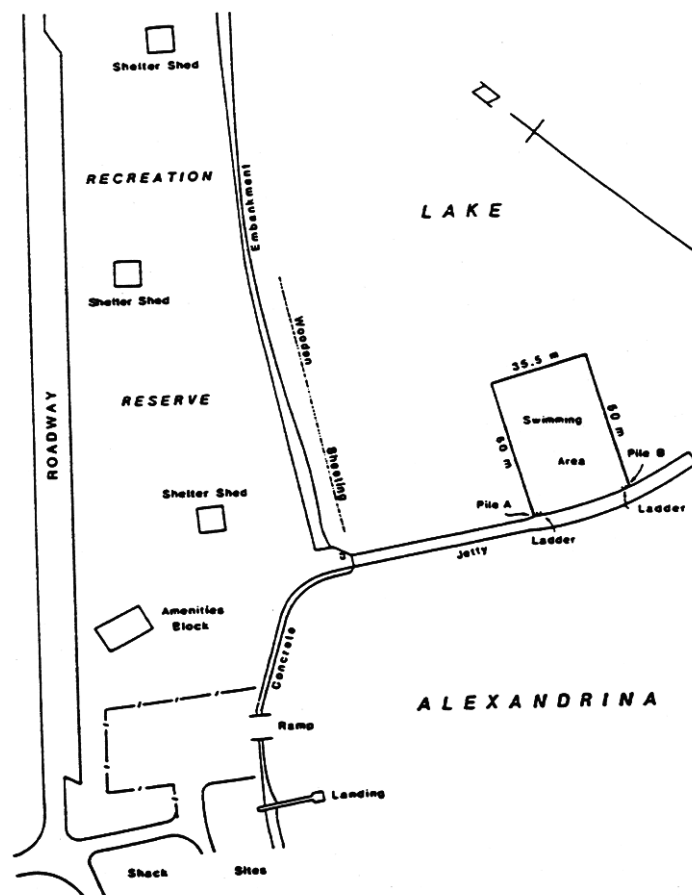 Shelter Shed
RECREATION
Embankment
LAKE
Shelter Shed
Wooden
Sheeting
35.5 m
60 m
60 m
Swimming
Area
RESERVE
ROADWAY
Shelter Shed
Pile A
Pile B
Ladder
Ladder
Jetty
Amenities
Block
Concrete
ALEXANDRINA
Ramp
Landing
Shack
Sites